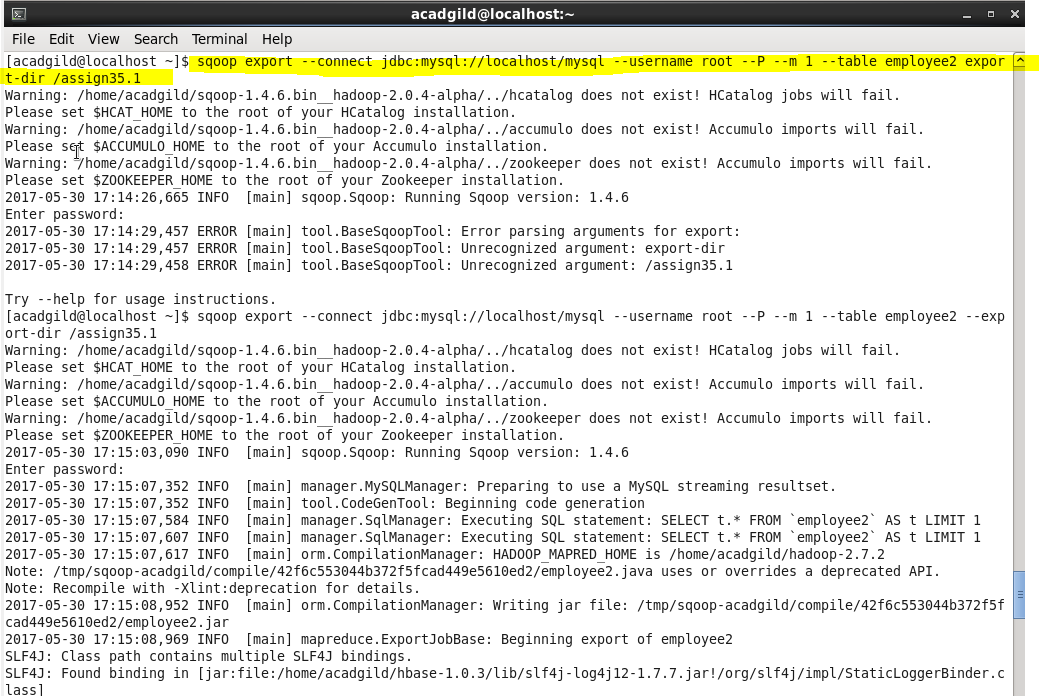 acadgild@localhost:~
File Edit View Search Terminal Help
[acadgild@localhost ~]$ sqoop export --connect jdbc:mysql://localhost/mysql --username root --P --m 1 --table employee2 expor
t-dir /assign35.1
Warning: /home/acadgild/sqoop-1.4.6.bin__hadoop-2.0.4-alpha/../hcatalog does not exist! HCatalog jobs will fail.
Please set $HCAT_HOME to the root of your HCatalog installation.
Warning: /home/acadgild/sqoop-1.4.6.bin__hadoop-2.0.4-alpha/../accumulo does not exist! Accumulo imports will fail.
Please set $ACCUMULO_HOME to the root of your Accumulo installation.
Warning: /home/acadgild/sqoop-1.4.6.bin__hadoop-2.0.4-alpha/../zookeeper does not exist! Accumulo imports will fail.
Please set $ZOOKEEPER_HOME to the root of your Zookeeper installation.
2017-05-30 17:14:26,665 INFO  [main] sqoop.Sqoop: Running Sqoop version: 1.4.6
Enter password:
2017-05-30 17:14:29,457 ERROR [main] tool.BaseSqoopTool: Error parsing arguments for export:
2017-05-30 17:14:29,457 ERROR [main] tool.BaseSqoopTool: Unrecognized argument: export-dir
2017-05-30 17:14:29,458 ERROR [main] tool.BaseSqoopTool: Unrecognized argument: /assign35.1
Try --help for usage instructions.
[acadgild@localhost ~]$ sqoop export --connect jdbc:mysql://localhost/mysql --username root --P --m 1 --table employee2 --exp
ort-dir /assign35.1
Warning: /home/acadgild/sqoop-1.4.6.bin__hadoop-2.0.4-alpha/../hcatalog does not exist! HCatalog jobs will fail.
Please set $HCAT_HOME to the root of your HCatalog installation.
Warning: /home/acadgild/sqoop-1.4.6.bin__hadoop-2.0.4-alpha/../accumulo does not exist! Accumulo imports will fail.
Please set $ACCUMULO_HOME to the root of your Accumulo installation.
Warning: /home/acadgild/sqoop-1.4.6.bin__hadoop-2.0.4-alpha/../zookeeper does not exist! Accumulo imports will fail.
Please set $ZOOKEEPER_HOME to the root of your Zookeeper installation.
2017-05-30 17:15:03,090 INFO  [main] sqoop.Sqoop: Running Sqoop version: 1.4.6
Enter password:
2017-05-30 17:15:07,352 INFO  [main] manager.MySQLManager: Preparing to use a MySQL streaming resultset.
2017-05-30 17:15:07,352 INFO  [main] tool.CodeGenTool: Beginning code generation
2017-05-30 17:15:07,584 INFO  [main] manager.SqlManager: Executing SQL statement: SELECT t.* FROM `employee2` AS t LIMIT 1
2017-05-30 17:15:07,607 INFO  [main] manager.SqlManager: Executing SQL statement: SELECT t.* FROM `employee2` AS t LIMIT 1
2017-05-30 17:15:07,617 INFO  [main] orm.CompilationManager: HADOOP_MAPRED_HOME is /home/acadgild/hadoop-2.7.2
Note: /tmp/sqoop-acadgild/compile/42f6c553044b372f5fcad449e5610ed2/employee2.java uses or overrides a deprecated API.
Note: Recompile with -Xlint:deprecation for details.
2017-05-30 17:15:08,952 INFO  [main] orm.CompilationManager: Writing jar file: /tmp/sqoop-acadgild/compile/42f6c553044b372f5f
cad449e5610ed2/employee2.jar
2017-05-30 17:15:08,969 INFO  [main] mapreduce.ExportJobBase: Beginning export of employee2
SLF4J: Class path contains multiple SLF4J bindings.
SLF4J: Found binding in [jar:file:/home/acadgild/hbase-1.0.3/lib/slf4j-log4j12-1.7.7.jar!/org/slf4j/impl/StaticLoggerBinder.c
lass]